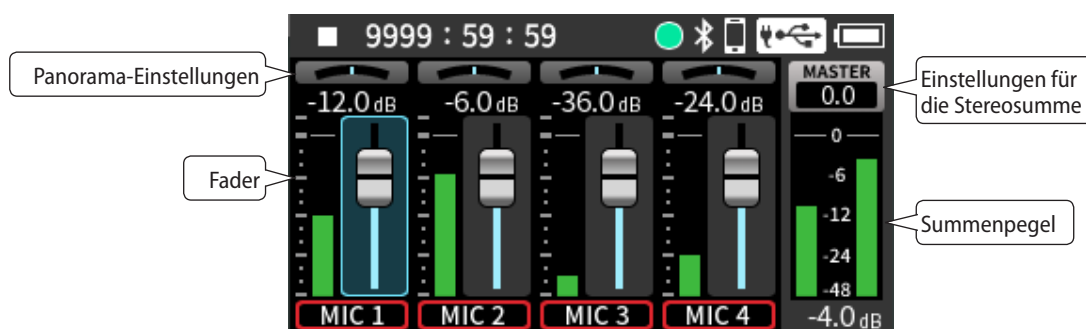 9999 : 59 : 59
Panorama-Einstellungen
MASTER
0.0
Einstellungen für
die Stereosumme
-12.0 dB
-6.0 dB
-36.0 dB
-24.0 dB
0
-6
-12
-24
-48
Fader
Summenpegel
MIC 1
MIC 2
MIC 3
MIC 4
-4.0 dB